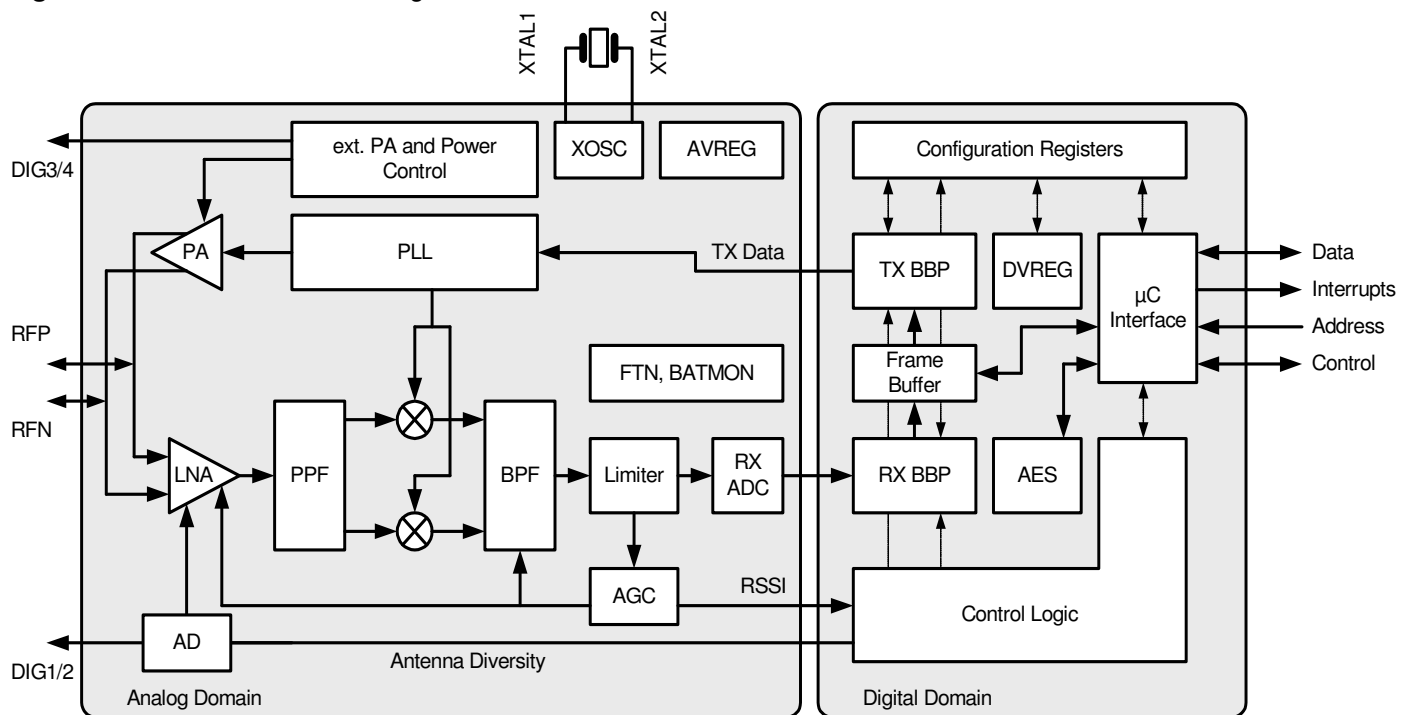 XTAL1
XTAL2
ext. PA and Power
Control
XOSC
AVREG
Configuration Registers
DIG3/4
PA
PLL
TX Data
TX BBP
DVREG
µC
Interface
Data
Interrupts
Address
Control
RFP
RFN
FTN, BATMON
Frame
Buffer
LNA
PPF
BPF
Limiter
RX
ADC
RX BBP
AES
AGC
RSSI
Control Logic
AD
DIG1/2
Antenna Diversity
Analog Domain
Digital Domain